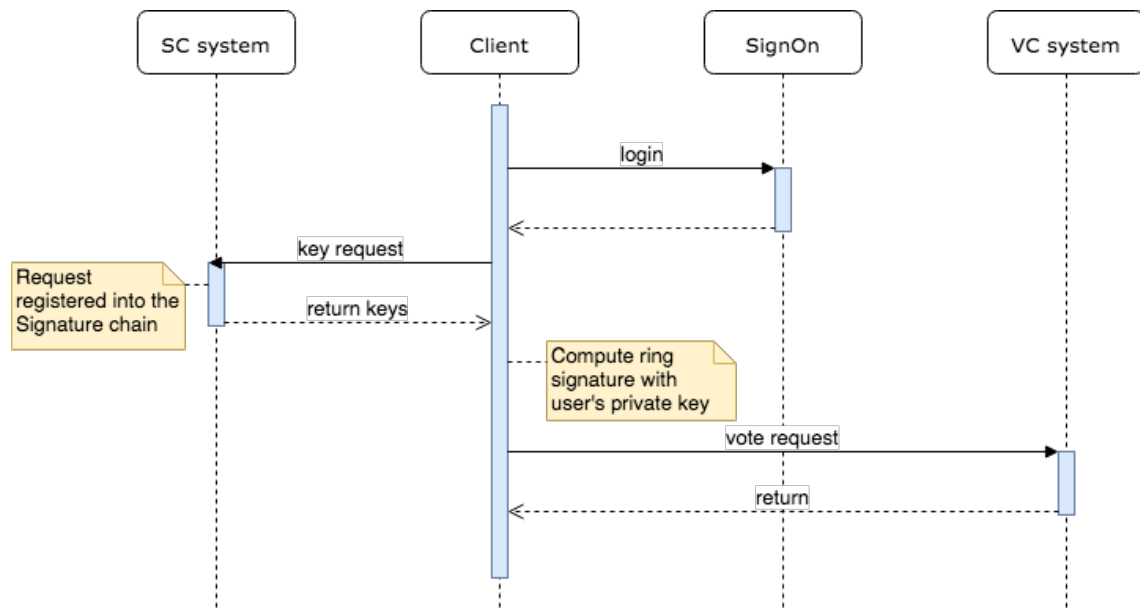 SC system
Client
SignOn
VC system
login
key request
Request
registered into the
Signature chain
return keys
Compute ring
signature with
user's private key
vote request
return